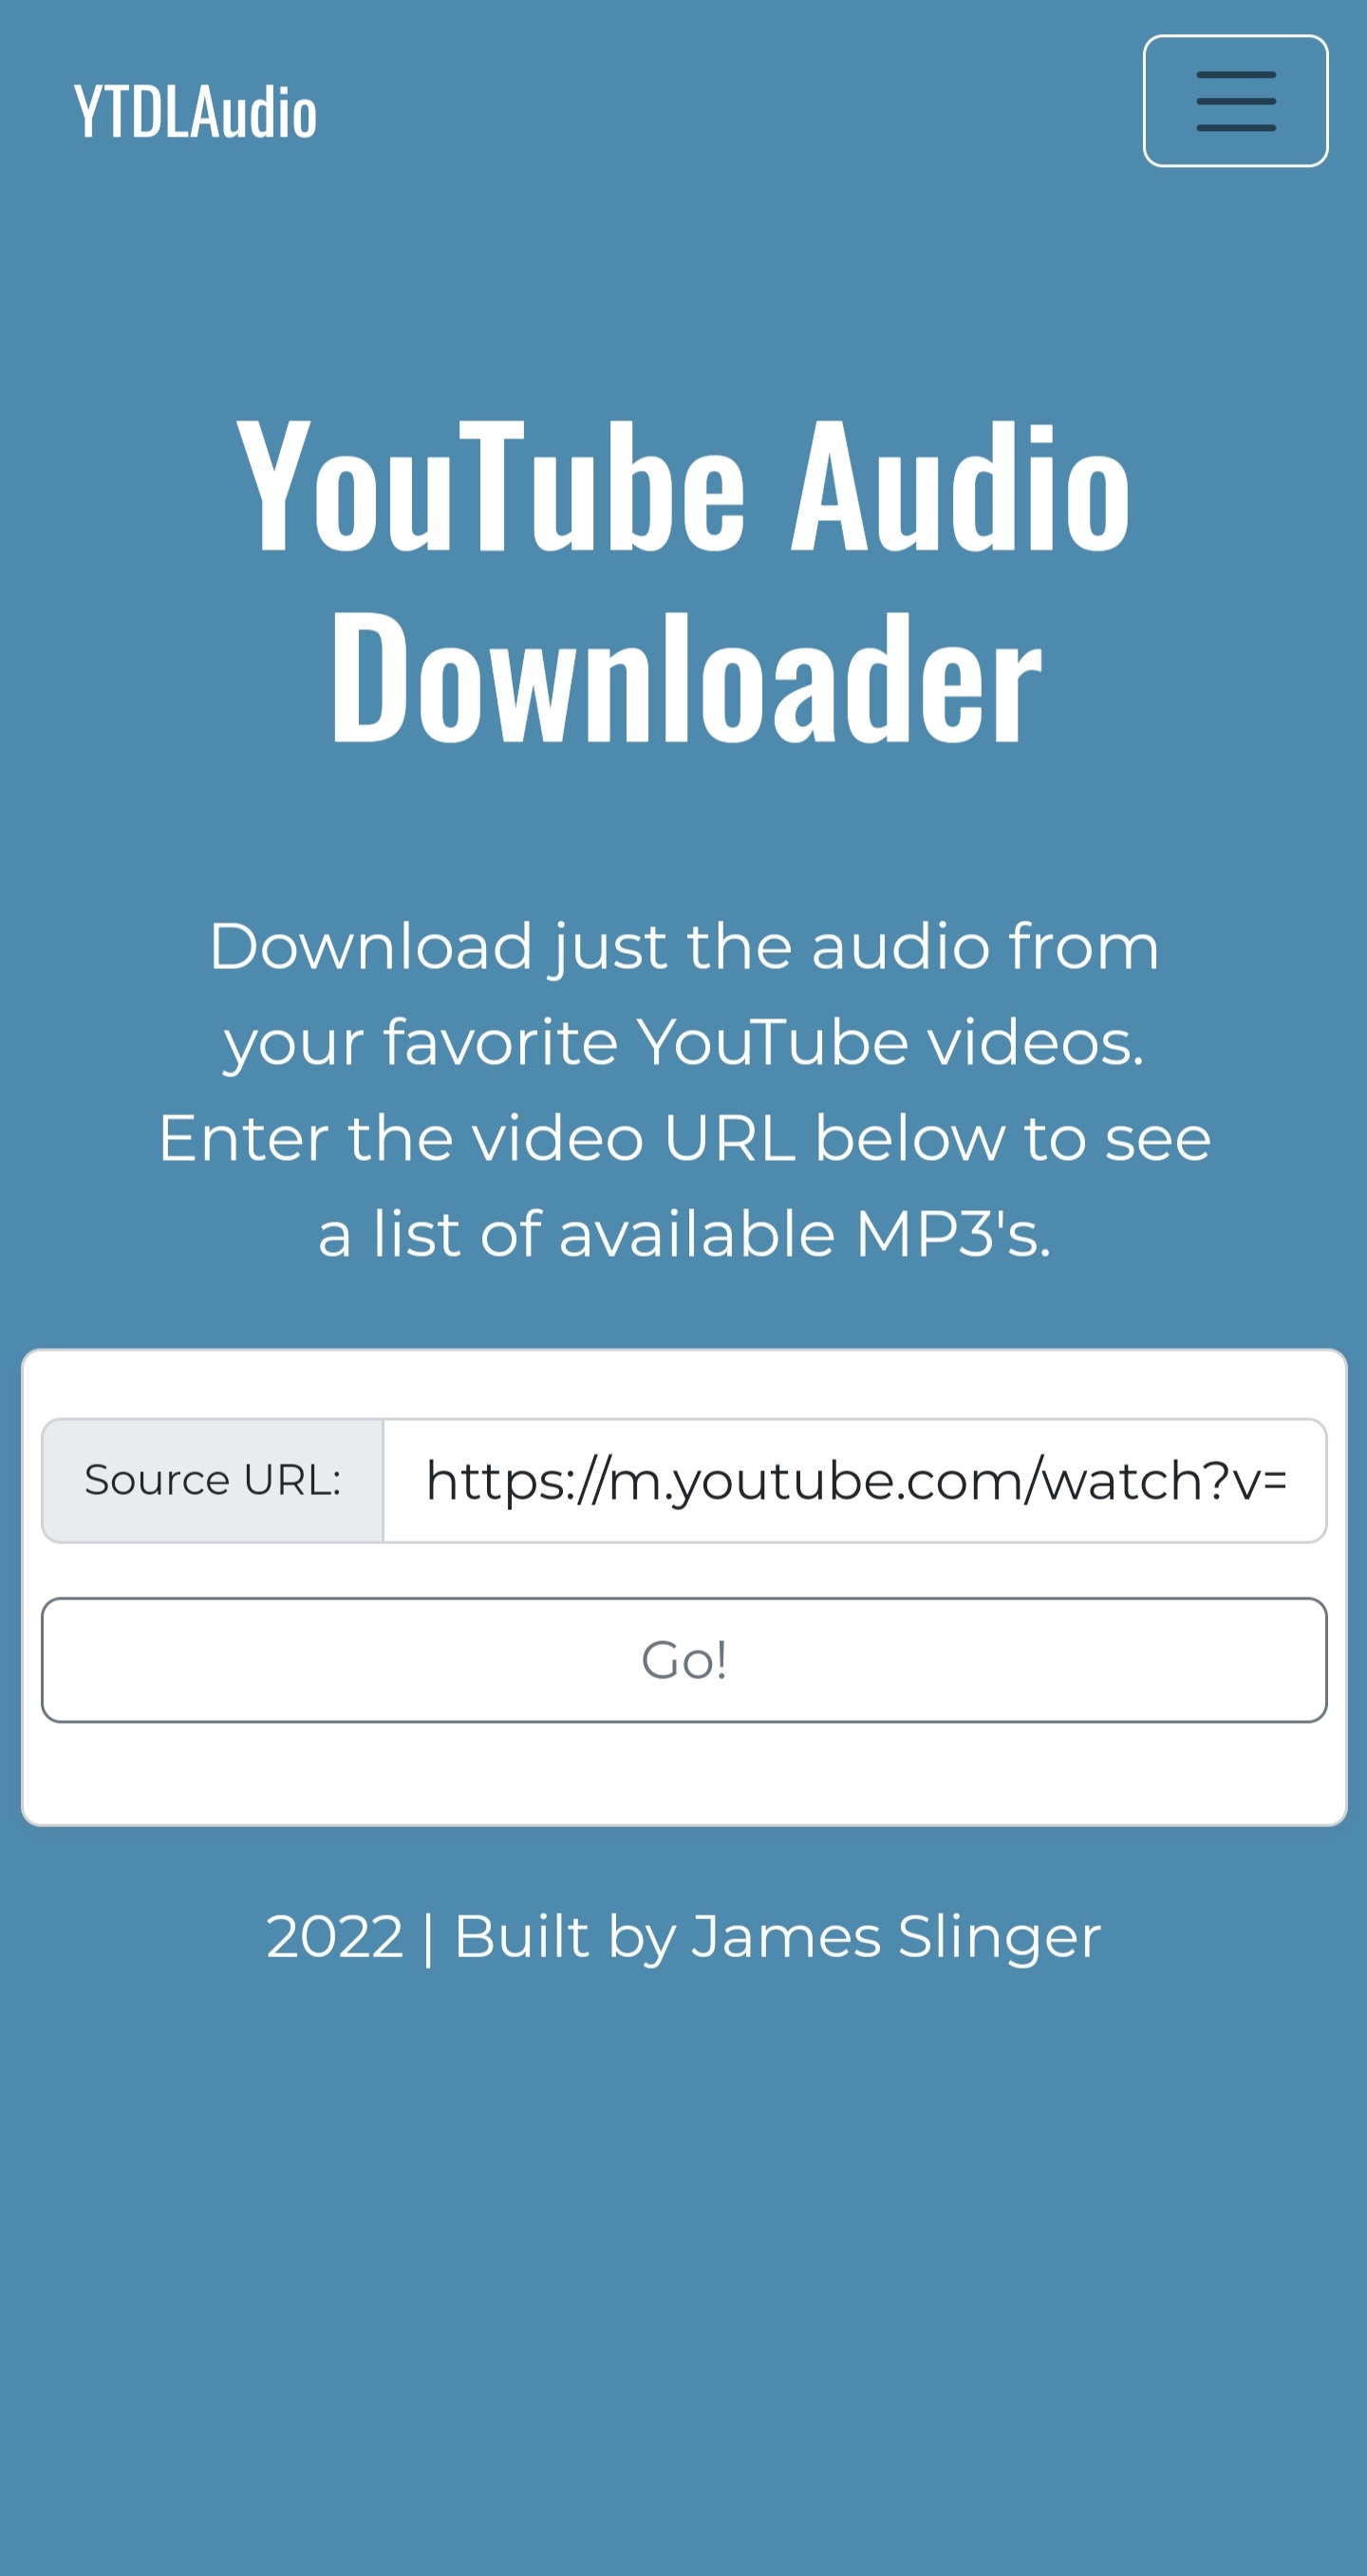 YTDLAudio
YouTube Audio
Downloader
Download just the audio from
your favorite YouTube videos.
Enter the video URL below to see
a list of available MP3's.
Source URL: https://m.youtube.com/watch?v=
Go!
2022 | Built by James Slinger